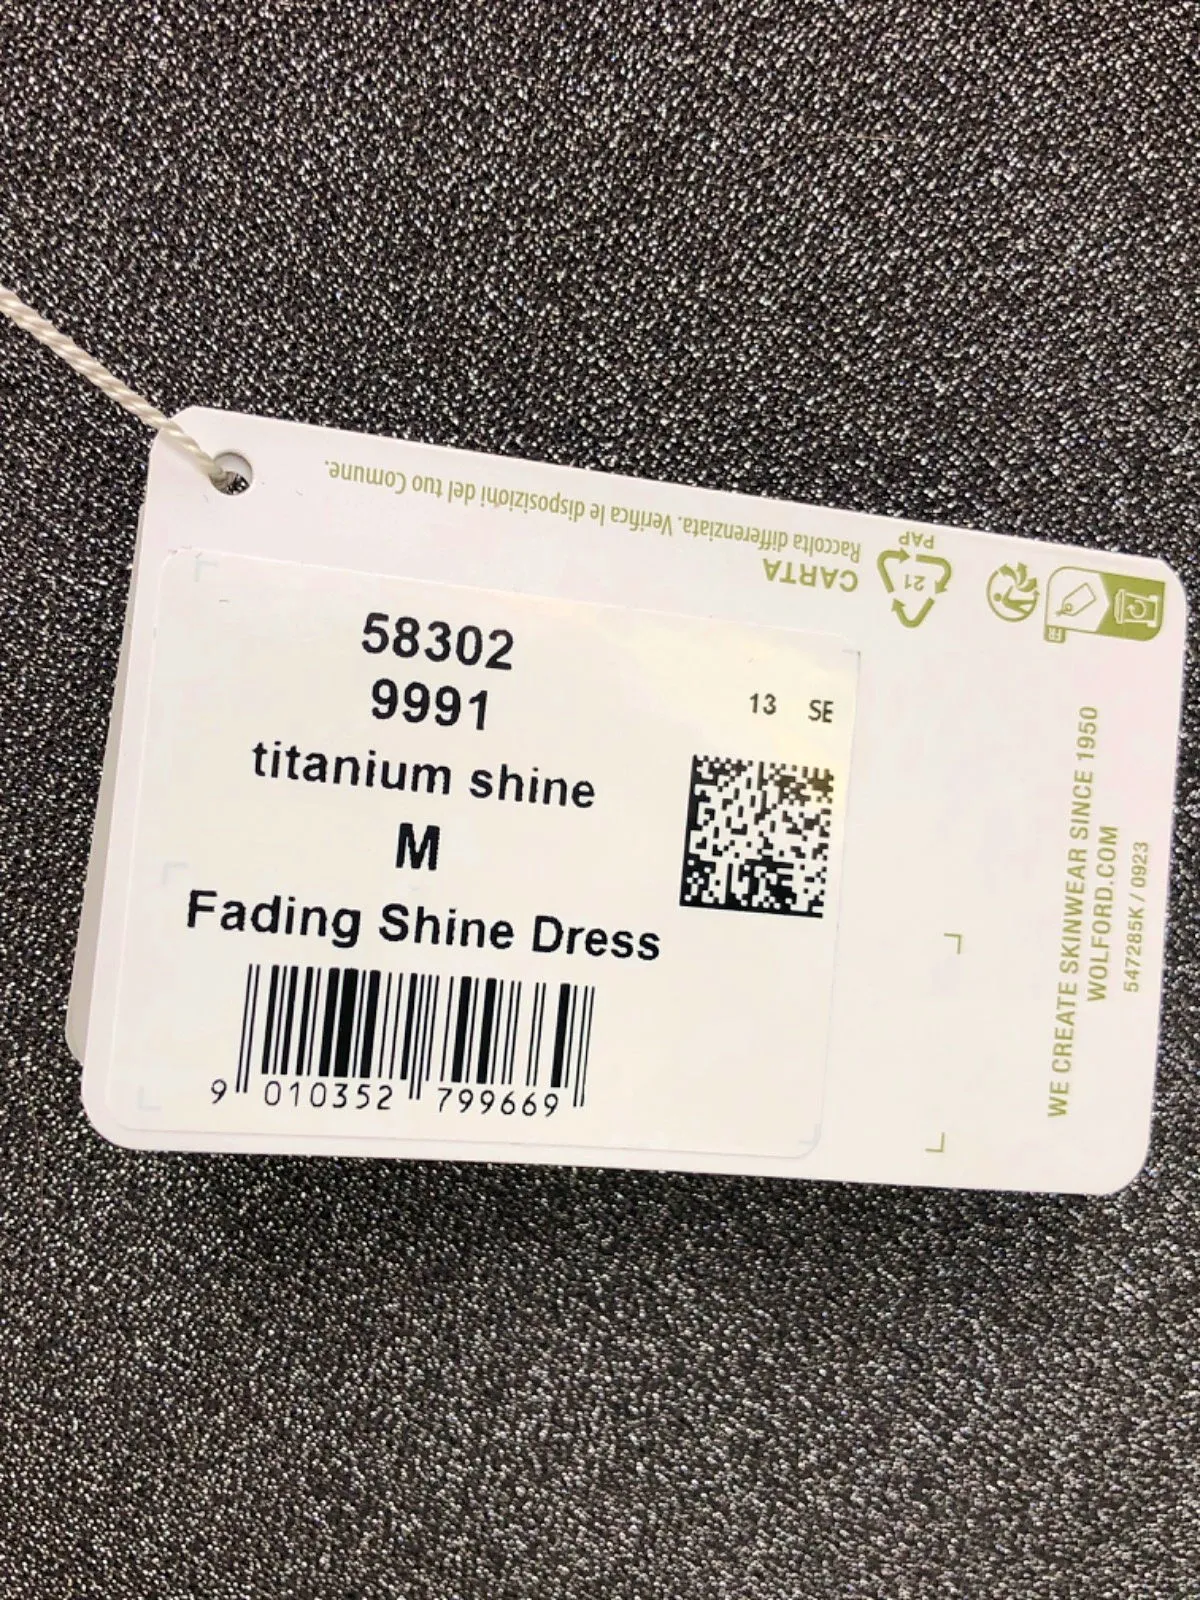 58302
9991
titanium shine
M
Fading Shine Dress
9 010352 799669
13 SE
CARTA
Raccolta differenziata. Verifica le disposizioni del tuo Comune.
21
PAP
FR
WE CREATE SKINWEAR SINCE 1950
WOLFORD.COM
547285K / 0923